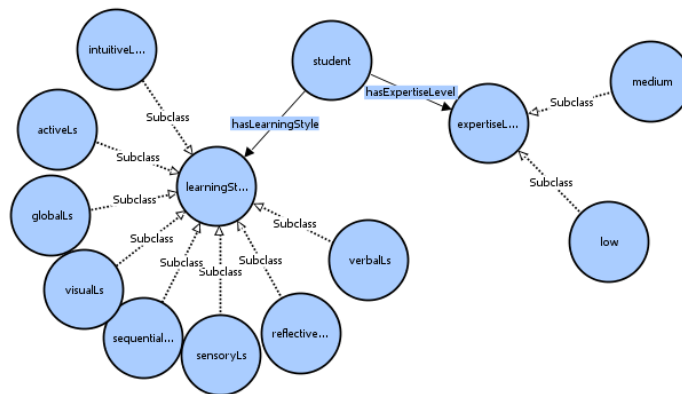 intuitiveL...
student
medium
hasExpertiseLevel
Subclass
expertiseL...
Subclass
hasLearningStyle
activeLs
Subclass
Subclass
learningSt...
Subclass
globalLs
Subclass
Subclass
low
verbalLs
Subclass
Subclass
Subclass
visualLs
sequential...
reflective...
sensoryLs